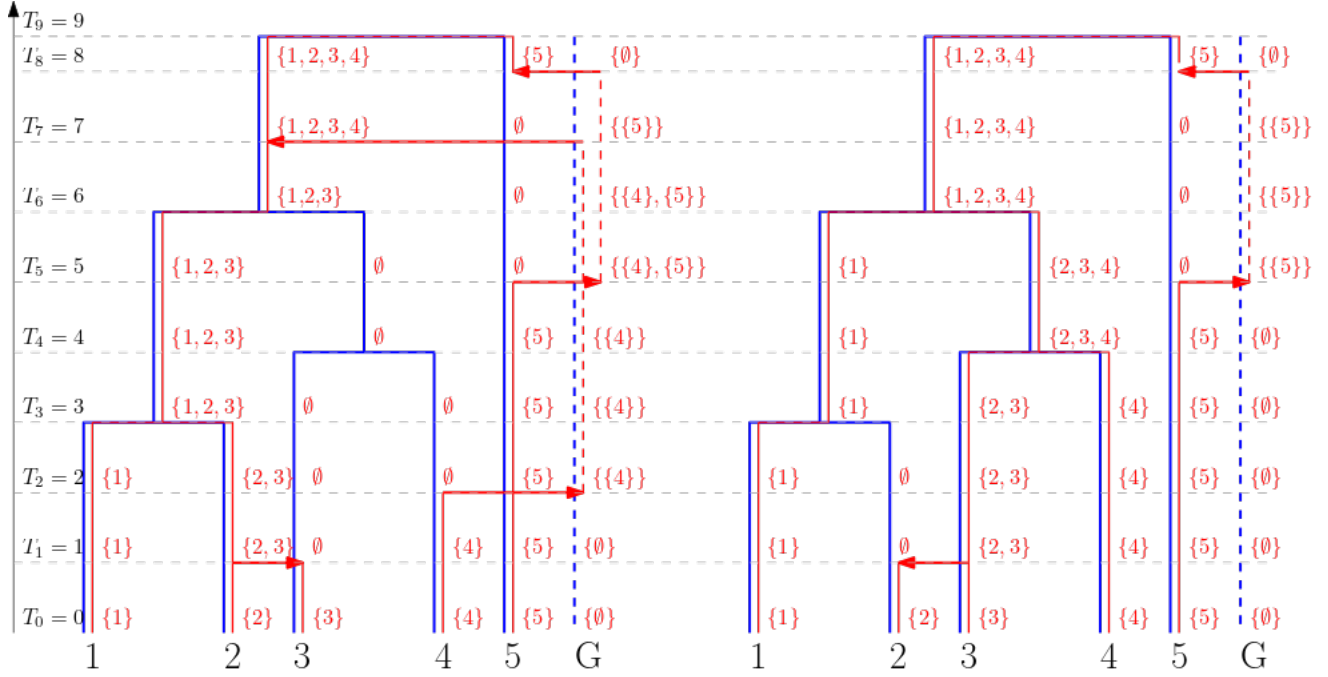 T₉ = 9
T₈ = 8 {1, 2, 3, 4} {5} {∅} {1, 2, 3, 4} {5} {∅}
T₇ = 7 {1, 2, 3, 4} ∅ {{5}} {1, 2, 3, 4} ∅ {{5}}
T₆ = 6 {1,2,3} ∅ {{4}, {5}} {1, 2, 3, 4} ∅ {{5}}
T₅ = 5 {1, 2, 3} ∅ ∅ {{4}, {5}} {1} {2, 3, 4} ∅ {{5}}
T₄ = 4 {1, 2, 3} ∅ {5} {{4}} {1} {2, 3, 4} {5} {∅}
T₃ = 3 {1, 2, 3} ∅ ∅ {5} {{4}} {1} {2, 3} {4} {5} {∅}
T₂ = 2 {1} {2, 3} ∅ ∅ {5} {{4}} {1} ∅ {2, 3} {4} {5} {∅}
T₁ = 1 {1} {2, 3} ∅ {4} {5} {∅} {1} ∅ {2, 3} {4} {5} {∅}
T₀ = 0 {1} {2} {3} {4} {5} {∅} {1} {2} {3} {4} {5} {∅}
1 2 3 4 5 G 1 2 3 4 5 G